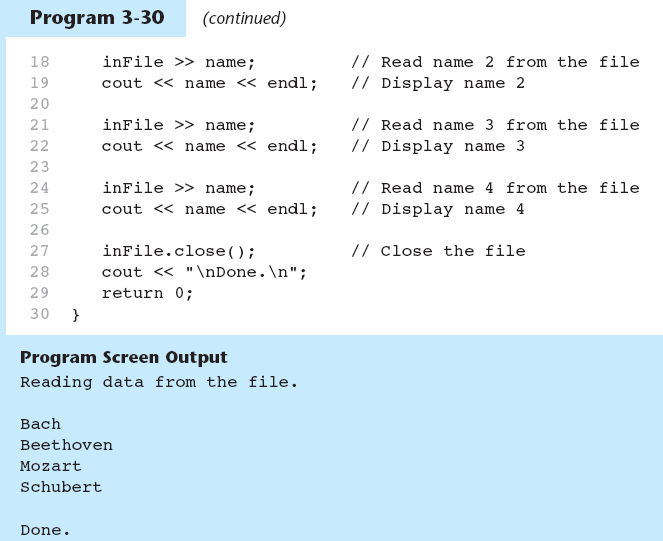 Program 3-30 (continued)
18 inFile >> name; // Read name 2 from the file
19 cout << name << endl; // Display name 2
20
21 inFile >> name; // Read name 3 from the file
22 cout << name << endl; // Display name 3
23
24 inFile >> name; // Read name 4 from the file
25 cout << name << endl; // Display name 4
26
27 inFile.close(); // Close the file
28 cout << "\nDone.\n";
29 return 0;
30 }
Program Screen Output
Reading data from the file.
Bach
Beethoven
Mozart
Schubert
Done.